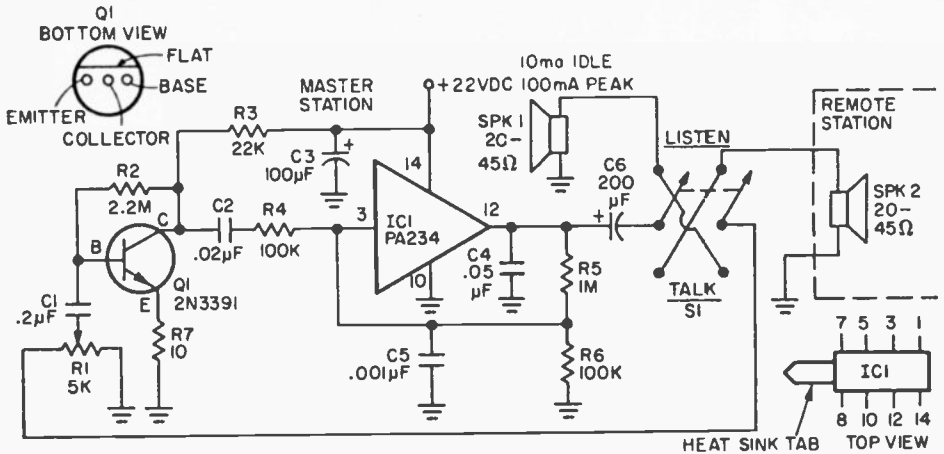 Q1
BOTTOM VIEW
FLAT
BASE
EMITTER
COLLECTOR
MASTER
STATION
10ma IDLE
+22VDC 100mA PEAK
R3
22K
C3
100µF
+
14
SPK 1
20-
45Ω
LISTEN
REMOTE
STATION
SPK 2
20-
45Ω
R2
2.2M
C
B
E
Q1
2N3391
C2
.02µF
R4
100K
3
IC1
PA234
12
10
C6
200
µF
+
C4
.05
µF
R5
1M
TALK
S1
C1
.2µF
R1
5K
R7
10
C5
.001µF
R6
100K
7 5 3 1
IC1
8 10 12 14
HEAT SINK TAB
TOP VIEW